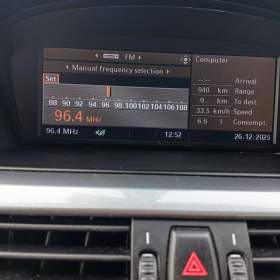 FM
Computer
Manual frequency selection
Set
--:-- Arrival
940 km Range
88 90 92 94 96 98 100 102 104 106 108
9... km To dest.
96.4 MHz
33.5 km/h Speed
6.6 l Consumpt.
96.4 MHz
12:52
26.12.2025